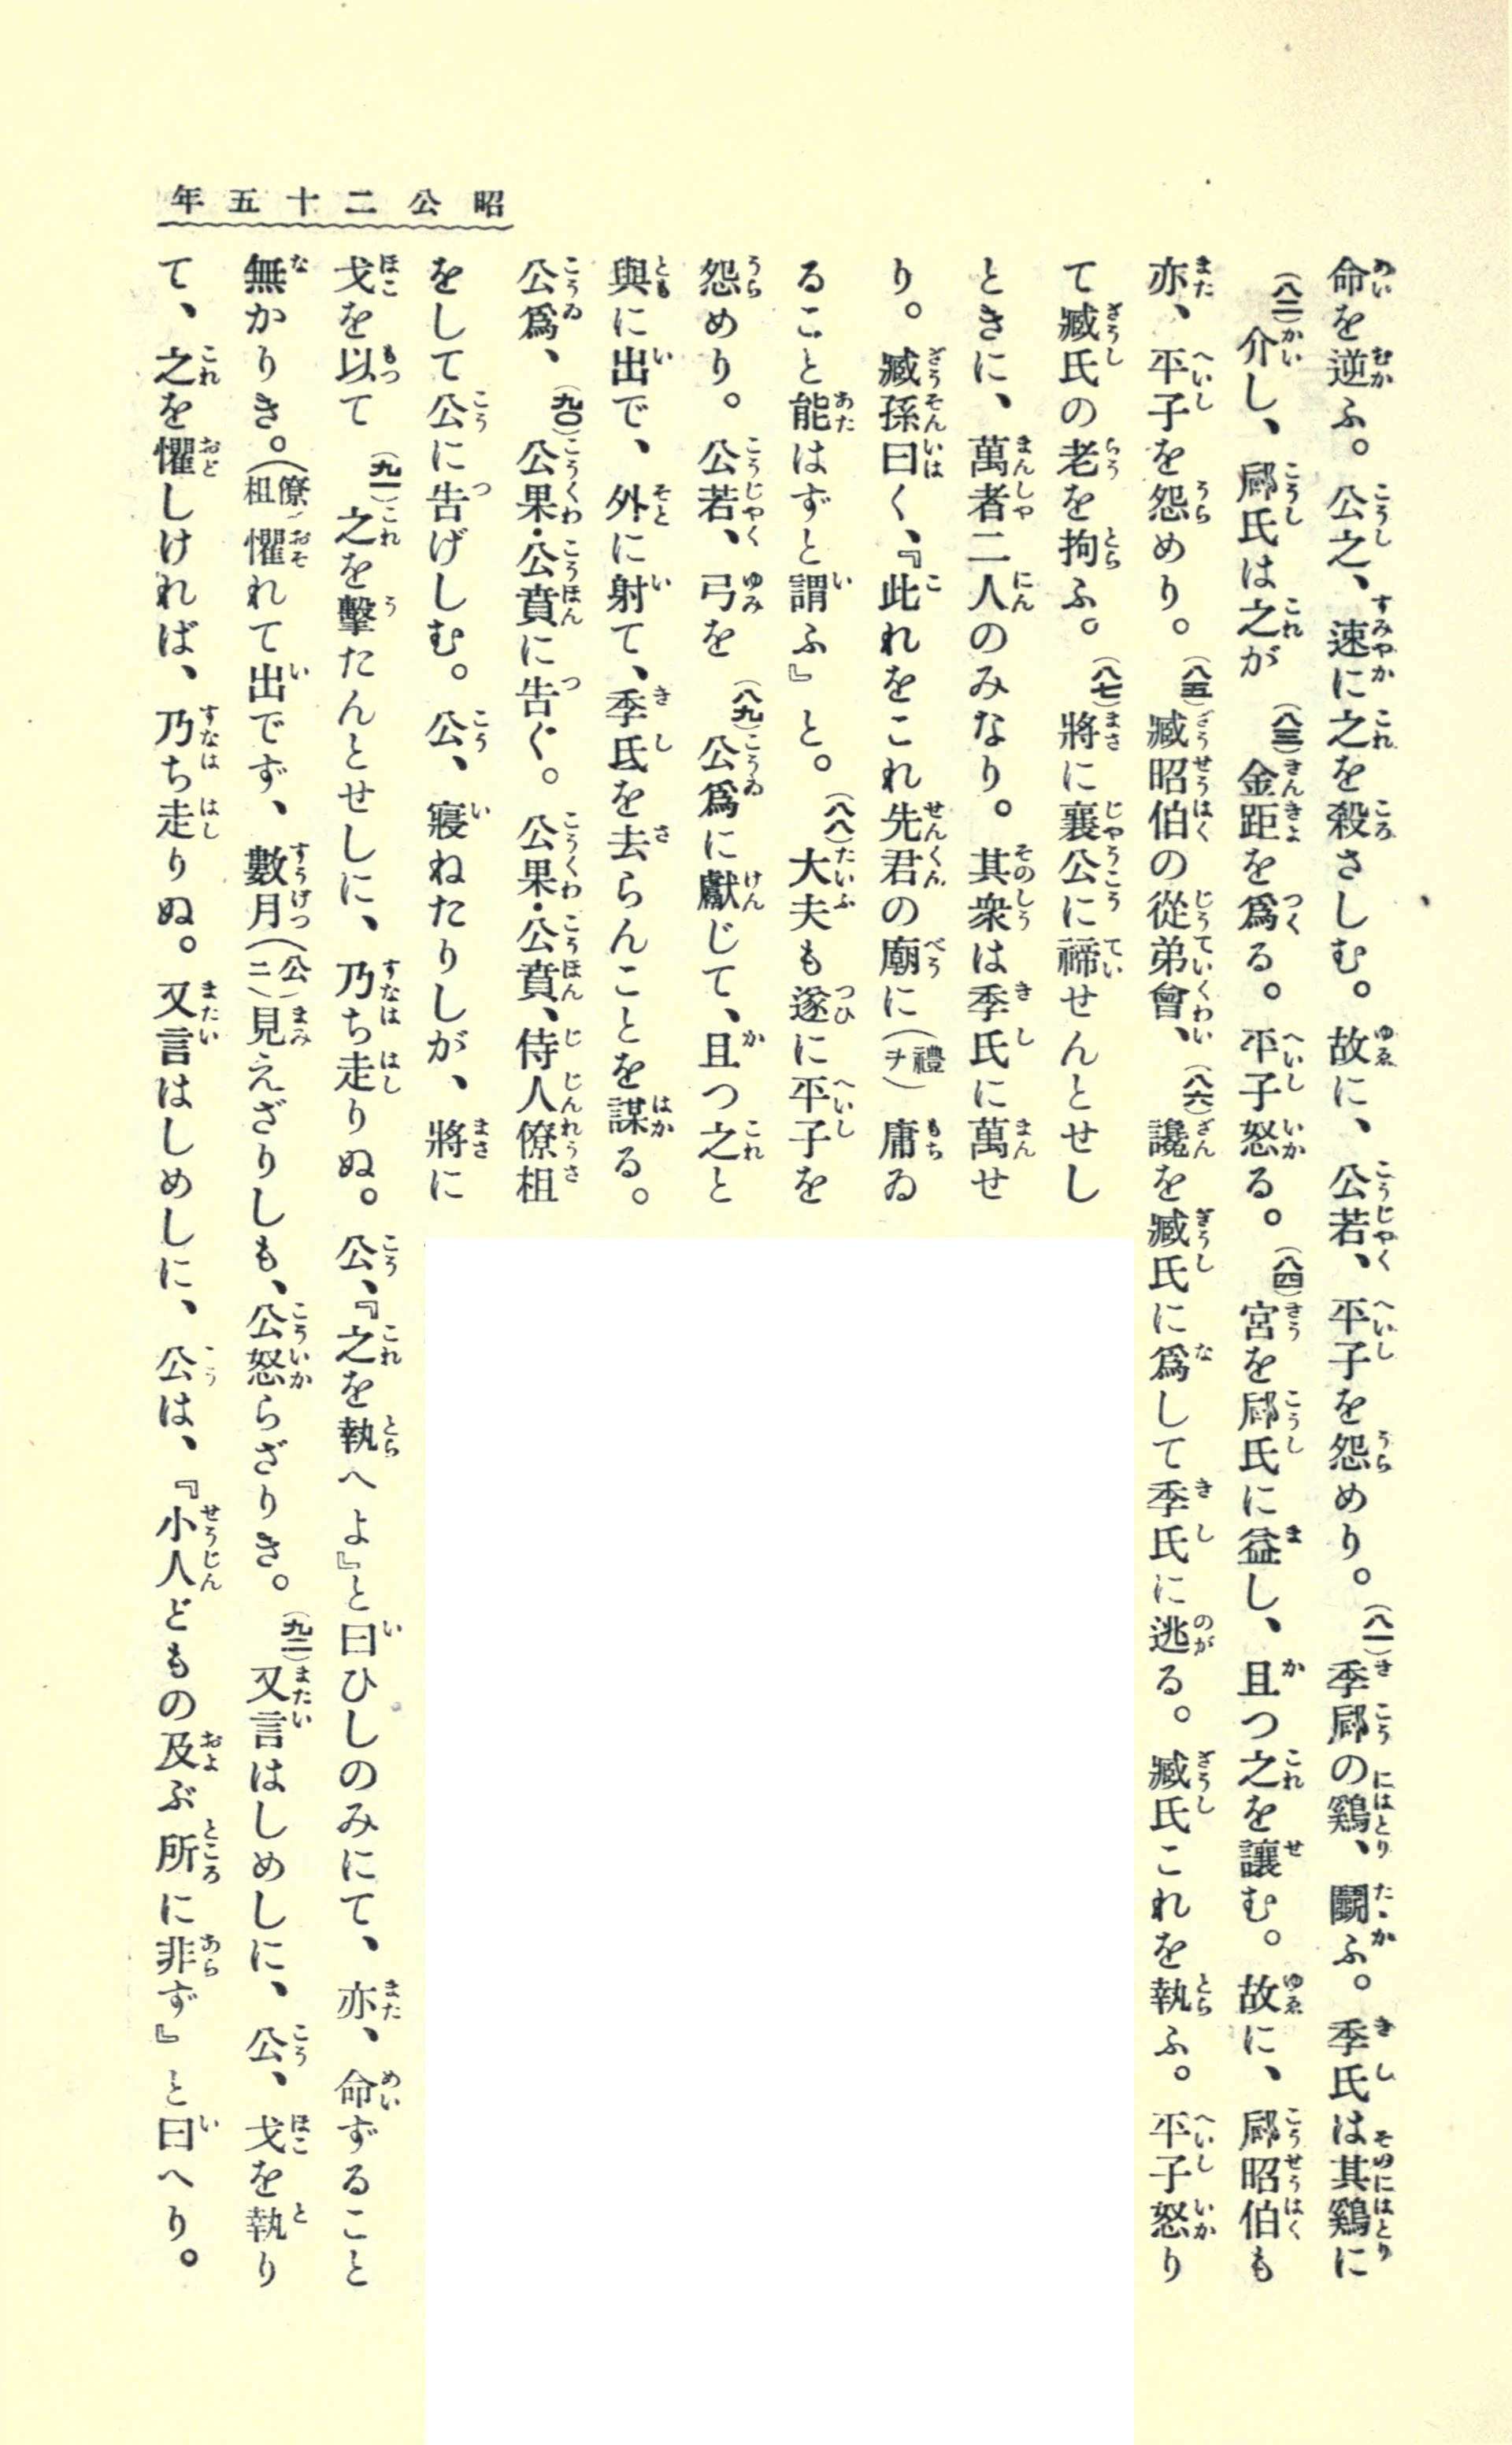 昭公二十五年
命を逆ふ。公之、速に之を殺さしむ。故に、公若、平子を怨めり。(八一)季郈の鷄、鬪ふ。季氏は其鷄に
(八二)介し、郈氏は之が(八三)金距を爲る。平子怒る。(八四)宮を郈氏に益し、且つ之を讓む。故に、郈昭伯も
亦、平子を怨めり。(八五)臧昭伯の從弟會、(八六)讒を臧氏に爲して季氏に逃る。臧氏これを執ふ。平子怒り
て臧氏の老を拘ふ。(八七)將に襄公に禘せんとせし
ときに、萬者二人のみなり。其衆は季氏に萬せ
り。臧孫曰く、『此れをこれ先君の廟に(禮ヲ)庸ゐ
ること能はずと謂ふ』と。(八八)大夫も遂に平子を
怨めり。公若、弓を(八九)公爲に獻じて、且つ之と
與に出で、外に射て、季氏を去らんことを謀る。
公爲、(九〇)公果・公賁に告ぐ。公果・公賁、侍人僚祖
をして公に告げしむ。公、寢ねたりしが、將に
戈を以て(九一)之を擊たんとせしに、乃ち走りぬ。公、『之を執へよ』と曰ひしのみにて、亦、命ずること
無かりき。(僚祖)懼れて出でず、數月(公ニ)見えざりしも、公怒らざりき。(九二)又言はしめしに、公、戈を執り
て、之を懼しければ、乃ち走りぬ。又言はしめしに、公は、『小人どもの及ぶ所に非ず』と曰へり。